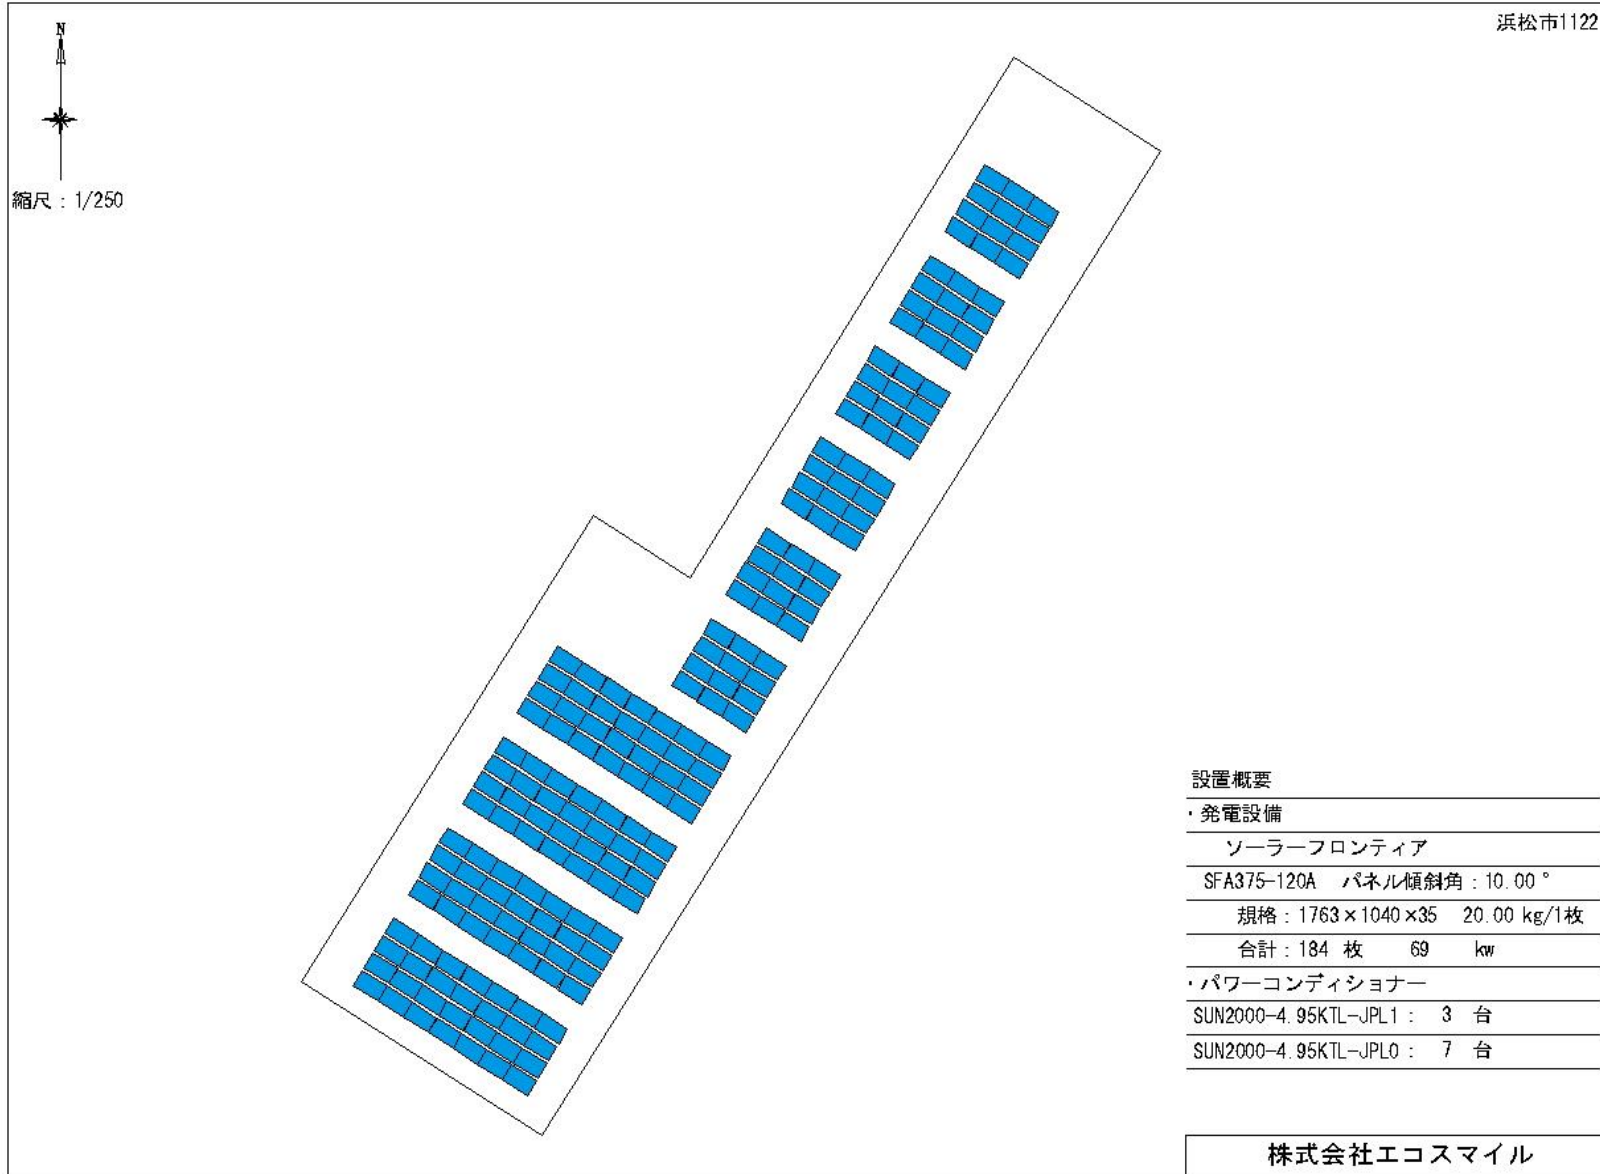 浜松市1122
N
縮尺：1/250
設置概要
・発電設備
ソーラーフロンティア
SFA375-120A パネル傾斜角：10.00°
規格：1763×1040×35 20.00 kg/1枚
合計：184 枚 69 kw
・パワーコンディショナー
SUN2000-4.95KTL-JPL1： 3 台
SUN2000-4.95KTL-JPL0： 7 台
株式会社エコスマイル